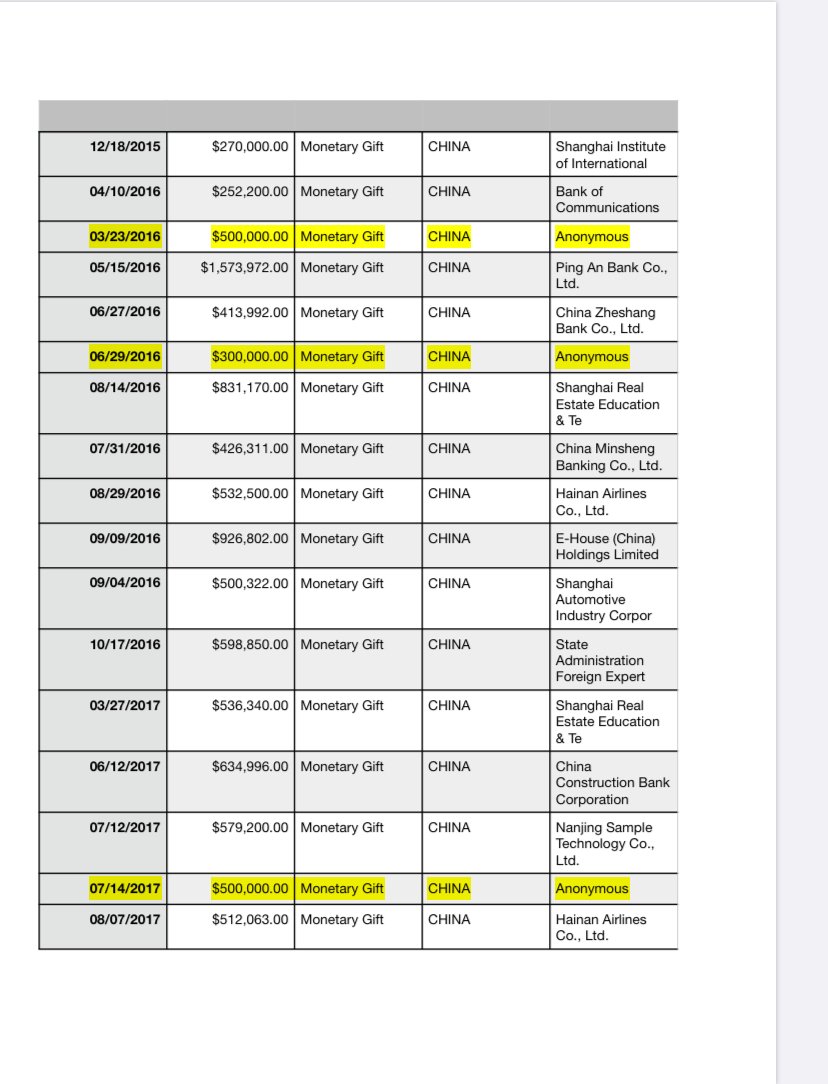 12/18/2015 $270,000.00 Monetary Gift CHINA Shanghai Institute
of International
04/10/2016 $252,200.00 Monetary Gift CHINA Bank of
Communications
03/23/2016 $500,000.00 Monetary Gift CHINA Anonymous
05/15/2016 $1,573,972.00 Monetary Gift CHINA Ping An Bank Co.,
Ltd.
06/27/2016 $413,992.00 Monetary Gift CHINA China Zheshang
Bank Co., Ltd.
06/29/2016 $300,000.00 Monetary Gift CHINA Anonymous
08/14/2016 $831,170.00 Monetary Gift CHINA Shanghai Real
Estate Education
& Te
07/31/2016 $426,311.00 Monetary Gift CHINA China Minsheng
Banking Co., Ltd.
08/29/2016 $532,500.00 Monetary Gift CHINA Hainan Airlines
Co., Ltd.
09/09/2016 $926,802.00 Monetary Gift CHINA E-House (China)
Holdings Limited
09/04/2016 $500,322.00 Monetary Gift CHINA Shanghai
Automotive
Industry Corpor
10/17/2016 $598,850.00 Monetary Gift CHINA State
Administration
Foreign Expert
03/27/2017 $536,340.00 Monetary Gift CHINA Shanghai Real
Estate Education
& Te
06/12/2017 $634,996.00 Monetary Gift CHINA China
Construction Bank
Corporation
07/12/2017 $579,200.00 Monetary Gift CHINA Nanjing Sample
Technology Co.,
Ltd.
07/14/2017 $500,000.00 Monetary Gift CHINA Anonymous
08/07/2017 $512,063.00 Monetary Gift CHINA Hainan Airlines
Co., Ltd.